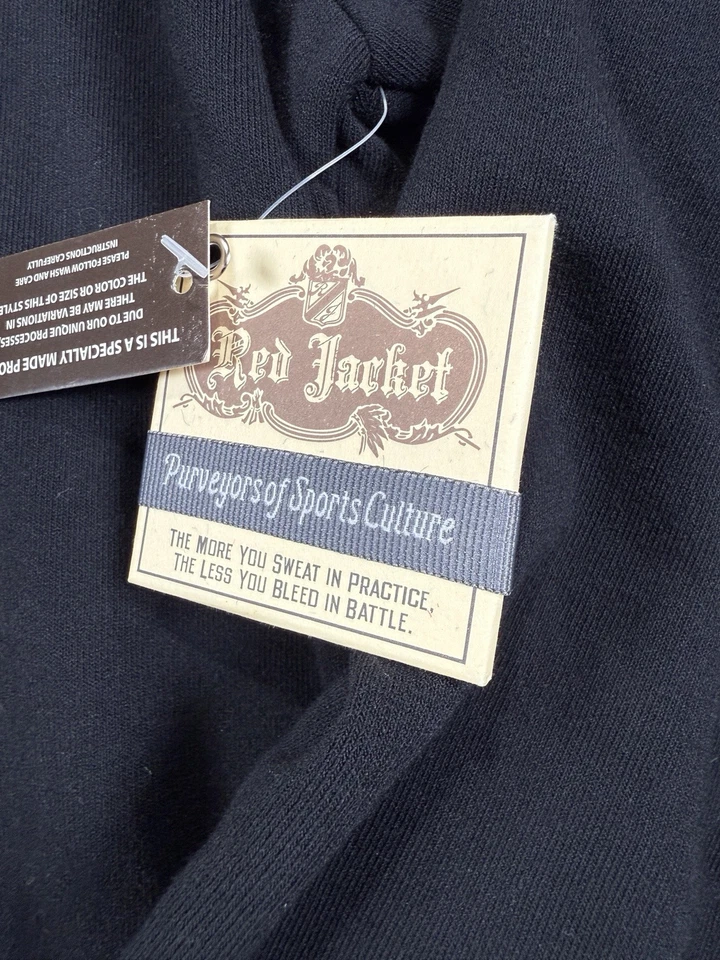 Red Jacket
Purveyors of Sports Culture
THE MORE YOU SWEAT IN PRACTICE,
THE LESS YOU BLEED IN BATTLE.
THIS IS A SPECIALLY MADE PRO
DUE TO OUR UNIQUE PROCESSES,
THERE MAY BE VARIATIONS IN
THE COLOR OR SIZE OF THIS STYLE
PLEASE FOLLOW WASH AND CARE
INSTRUCTIONS CAREFULLY